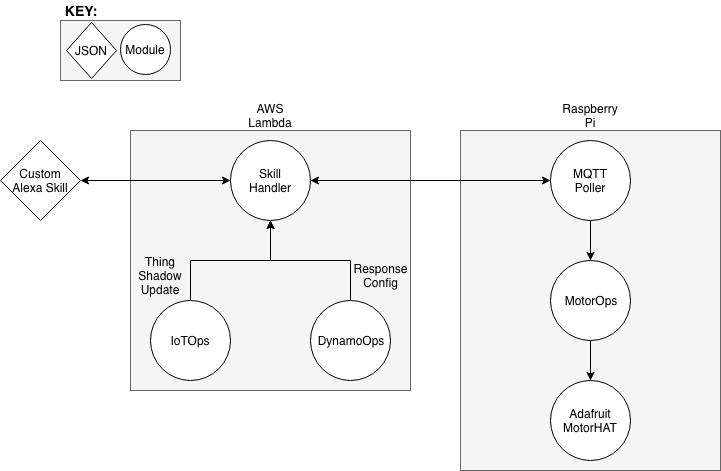 KEY:
JSON
Module
AWS
Lambda
Raspberry
Pi
Custom
Alexa Skill
Skill
Handler
MQTT
Poller
Thing
Shadow
Update
Response
Config
MotorOps
IoTOps
DynamoOps
Adafruit
MotorHAT